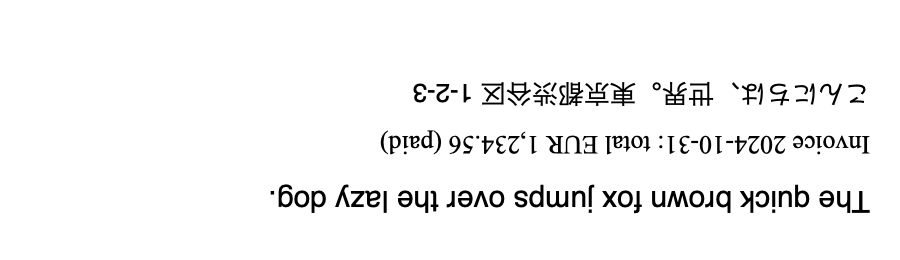 The quick brown fox jumps over the lazy dog.
Invoice 2024-10-31: total EUR 1,234.56 (paid)
こんにちは、世界。東京都渋谷区 1-2-3